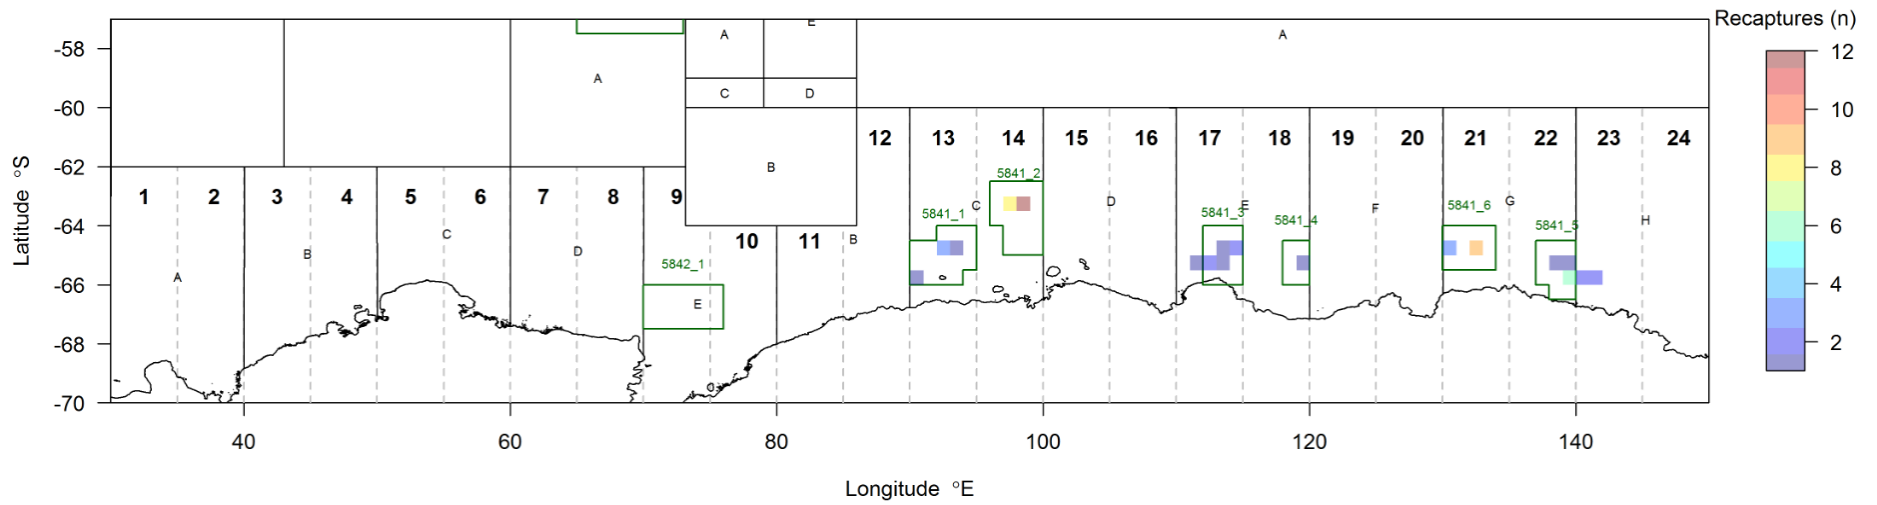 Recaptures (n)
E
A
A
-58
12
A
C
D
-60
10
12
13
14
15
16
17
18
19
20
21
22
23
24
-62
B
8
5841_2
1
2
3
4
5
6
7
8
9
-64
C
D
E
F
G
H
5841_1
5841_3
5841_4
5841_6
5841_5
6
B
C
D
10
11
B
A
5842_1
-66
E
4
-68
2
-70
40
60
80
100
120
140
Latitude °S
Longitude °E